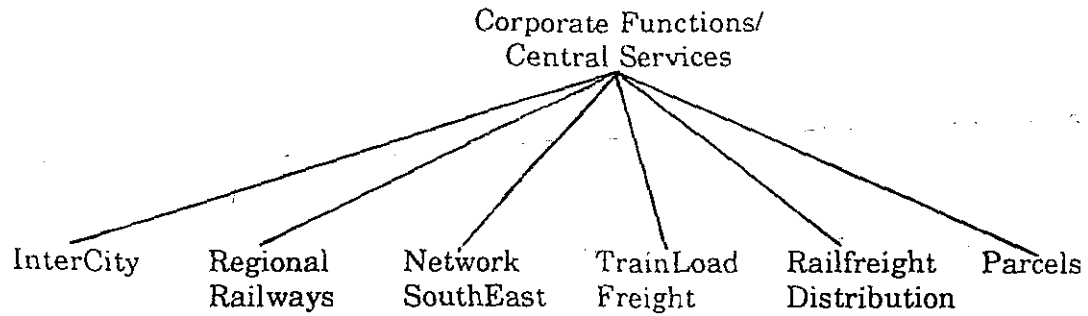 Corporate Functions/
Central Services
InterCity
Regional
Railways
Network
SouthEast
TrainLoad
Freight
Railfreight
Distribution
Parcels